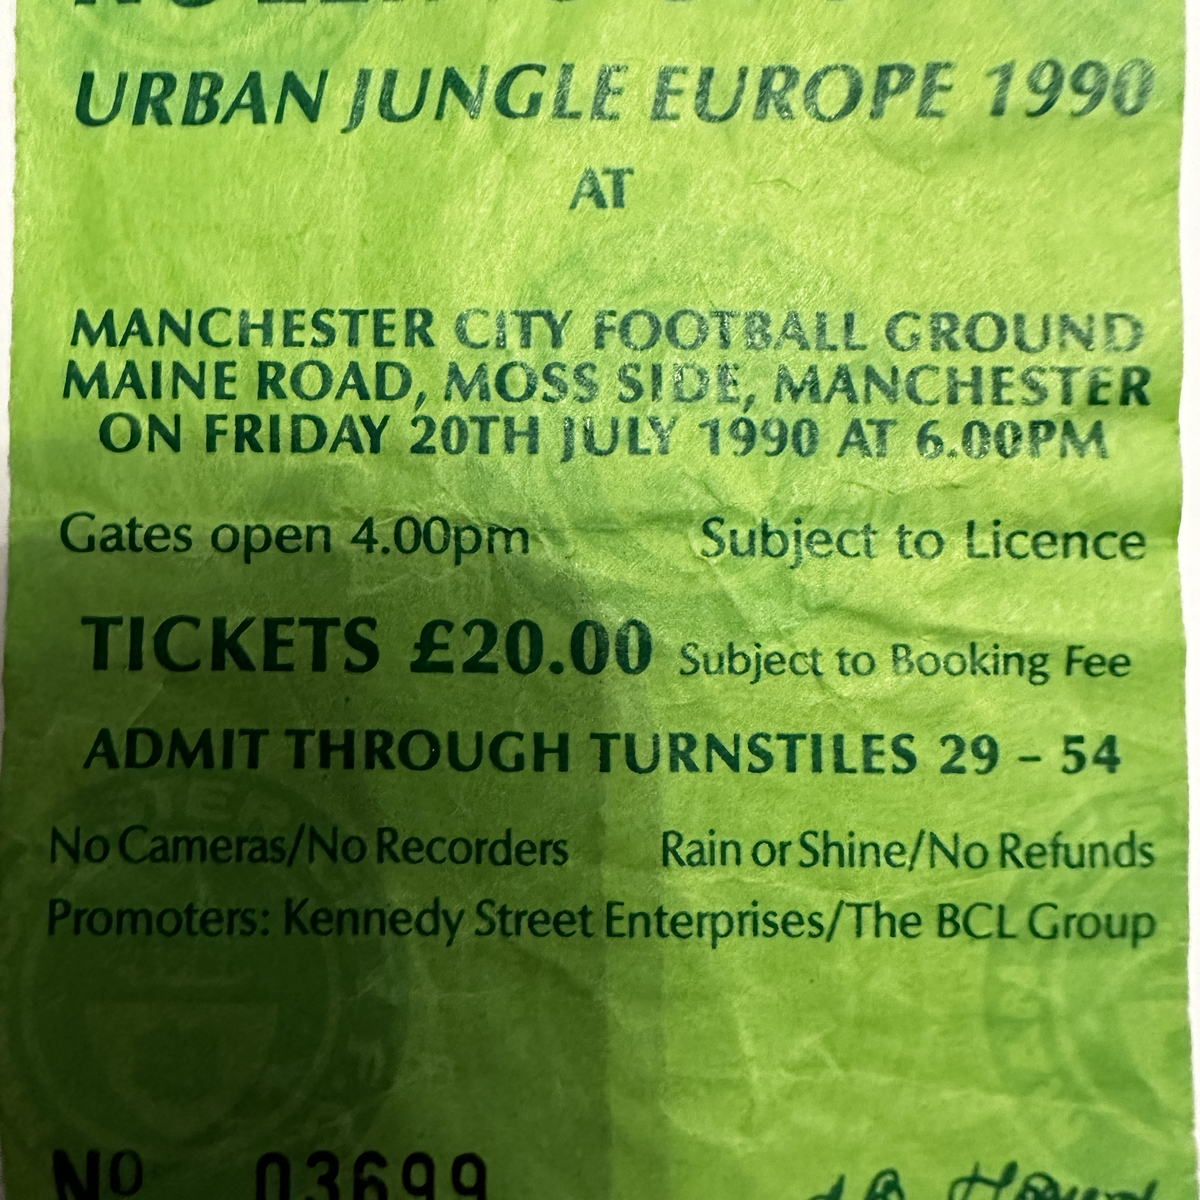 URBAN JUNGLE EUROPE 1990
AT
MANCHESTER CITY FOOTBALL GROUND
MAINE ROAD, MOSS SIDE, MANCHESTER
ON FRIDAY 20TH JULY 1990 AT 6.00PM
Gates open 4.00pm Subject to Licence
TICKETS £20.00 Subject to Booking Fee
ADMIT THROUGH TURNSTILES 29 – 54
No Cameras/No Recorders Rain or Shine/No Refunds
Promoters: Kennedy Street Enterprises/The BCL Group
No 03699